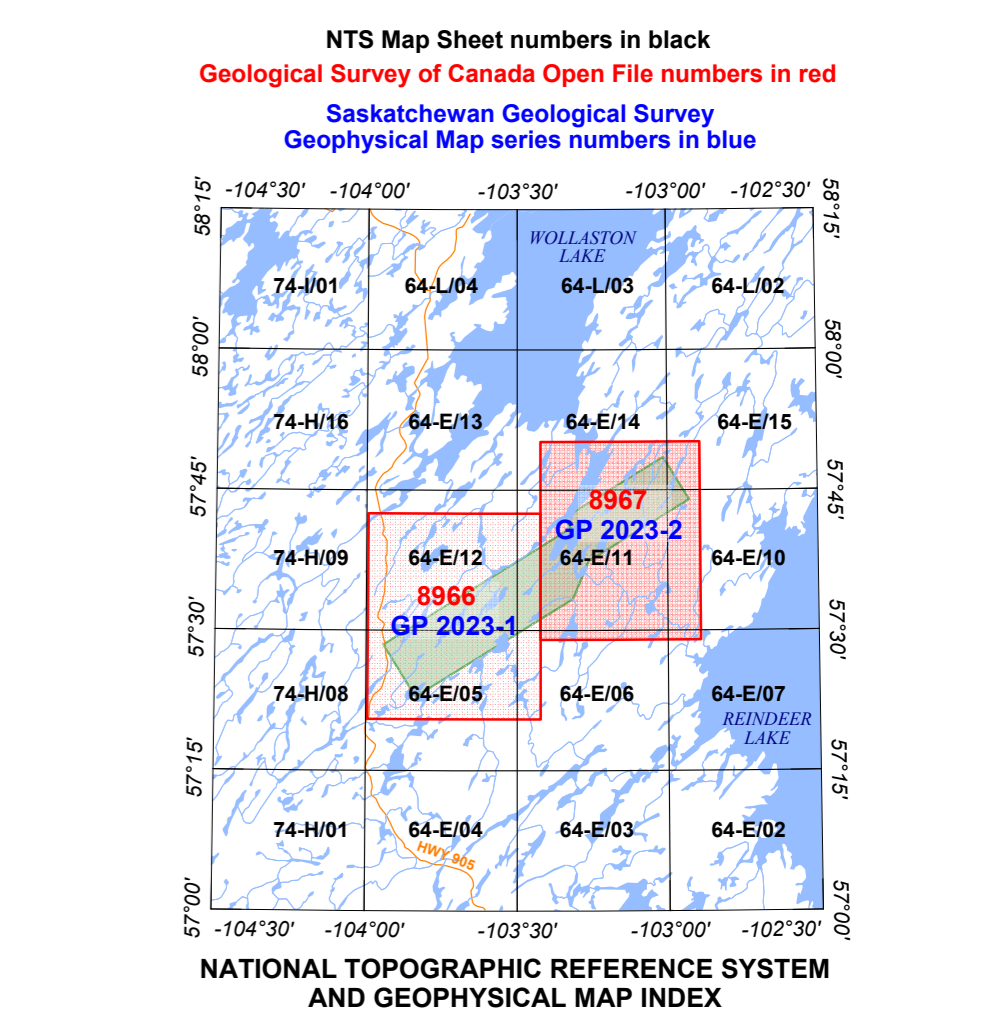 NTS Map Sheet numbers in black
Geological Survey of Canada Open File numbers in red
Saskatchewan Geological Survey
Geophysical Map series numbers in blue
-104°30' -104°00' -103°30' -103°00' -102°30'
58°15' 58°15'
WOLLASTON
LAKE
74-I/01 64-L/04 64-L/03 64-L/02
58°00' 58°00'
74-H/16 64-E/13 64-E/14 64-E/15
57°45' 57°45'
8967
GP 2023-2
74-H/09 64-E/12 64-E/11 64-E/10
8966
GP 2023-1
57°30' 57°30'
74-H/08 64-E/05 64-E/06 64-E/07
REINDEER
LAKE
57°15' 57°15'
74-H/01 64-E/04 64-E/03 64-E/02
HWY 905
57°00' 57°00'
-104°30' -104°00' -103°30' -103°00' -102°30'
NATIONAL TOPOGRAPHIC REFERENCE SYSTEM
AND GEOPHYSICAL MAP INDEX